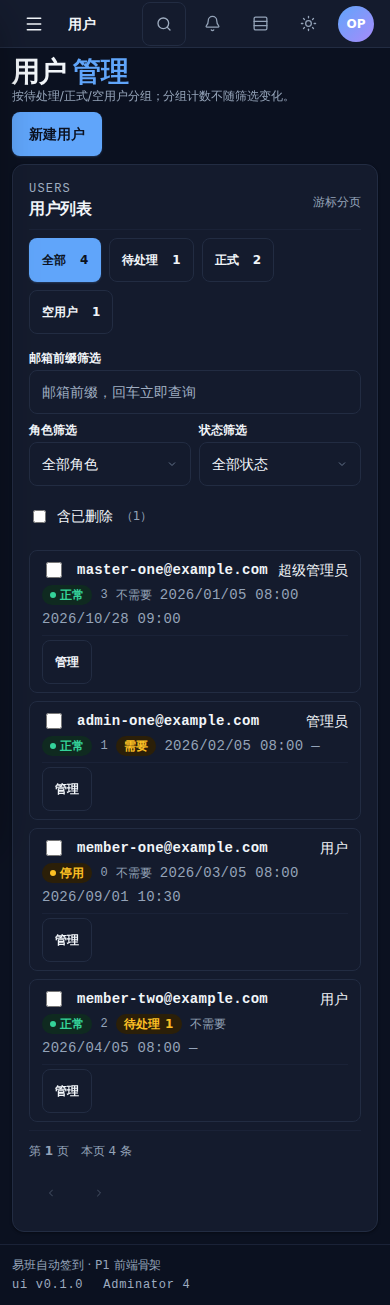 用户
OP
用户 管理
按待处理/正式/空用户分组；分组计数不随筛选变化。
新建用户
USERS
用户列表
游标分页
全部 4
待处理 1
正式 2
空用户 1
邮箱前缀筛选
邮箱前缀，回车立即查询
角色筛选
状态筛选
全部角色
全部状态
含已删除 （1）
master-one@example.com 超级管理员
正常 3 不需要 2026/01/05 08:00
2026/10/28 09:00
管理
admin-one@example.com 管理员
正常 1 需要 2026/02/05 08:00 —
管理
member-one@example.com 用户
停用 0 不需要 2026/03/05 08:00
2026/09/01 10:30
管理
member-two@example.com 用户
正常 2 待处理 1 不需要
2026/04/05 08:00 —
管理
第 1 页 本页 4 条
‹ ›
易班自动签到 · P1 前端骨架
ui v0.1.0 Adminator 4